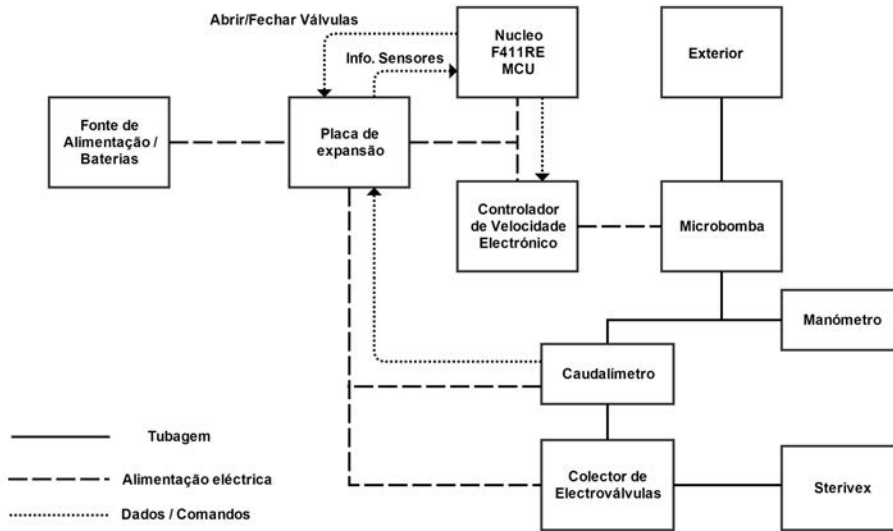 Abrir/Fechar Válvulas
Nucleo
F411RE
MCU
Exterior
Info. Sensores
Fonte de
Alimentação /
Baterias
Placa de
expansão
Controlador
de Velocidade
Electrónico
Microbomba
Manómetro
Caudalímetro
Tubagem
Colector de
Electroválvulas
Sterivex
Alimentação eléctrica
Dados / Comandos